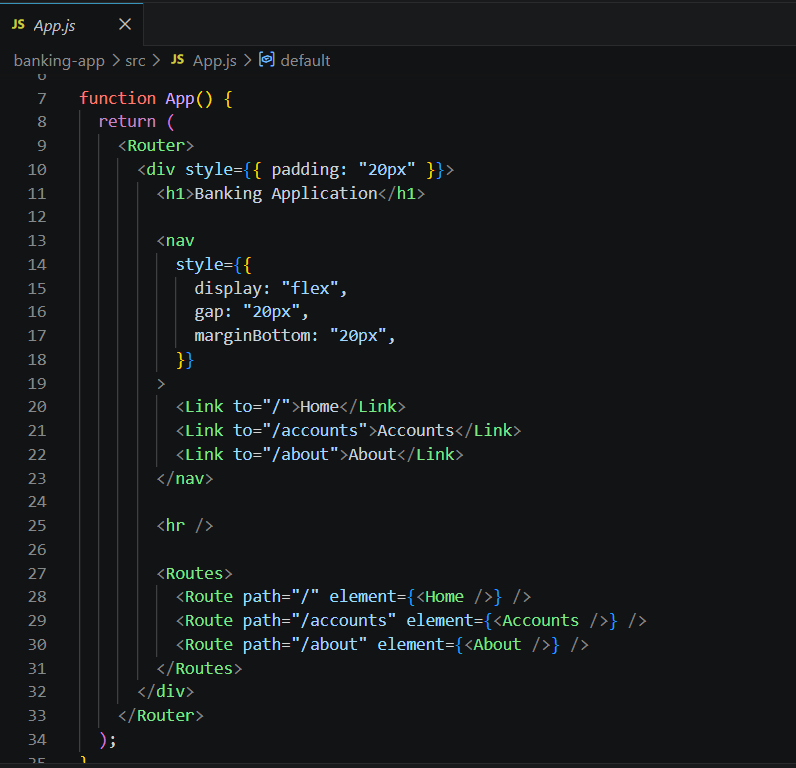 JS App.js
banking-app > src > JS App.js > default
6
7 function App() {
8 return (
9 <Router>
10 <div style={{ padding: "20px" }}>
11 <h1>Banking Application</h1>
12
13 <nav
14 style={{
15 display: "flex",
16 gap: "20px",
17 marginBottom: "20px",
18 }}
19 >
20 <Link to="/">Home</Link>
21 <Link to="/accounts">Accounts</Link>
22 <Link to="/about">About</Link>
23 </nav>
24
25 <hr />
26
27 <Routes>
28 <Route path="/" element={<Home />} />
29 <Route path="/accounts" element={<Accounts />} />
30 <Route path="/about" element={<About />} />
31 </Routes>
32 </div>
33 </Router>
34 );
35 }